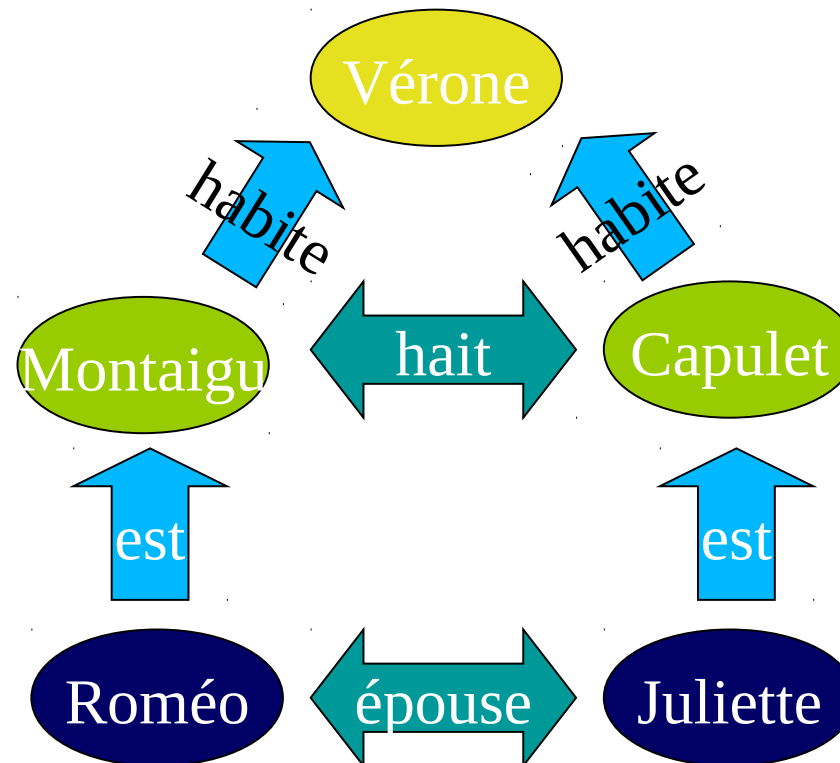 Vérone
habite
habite
Montaigu
hait
Capulet
est
est
Roméo
épouse
Juliette